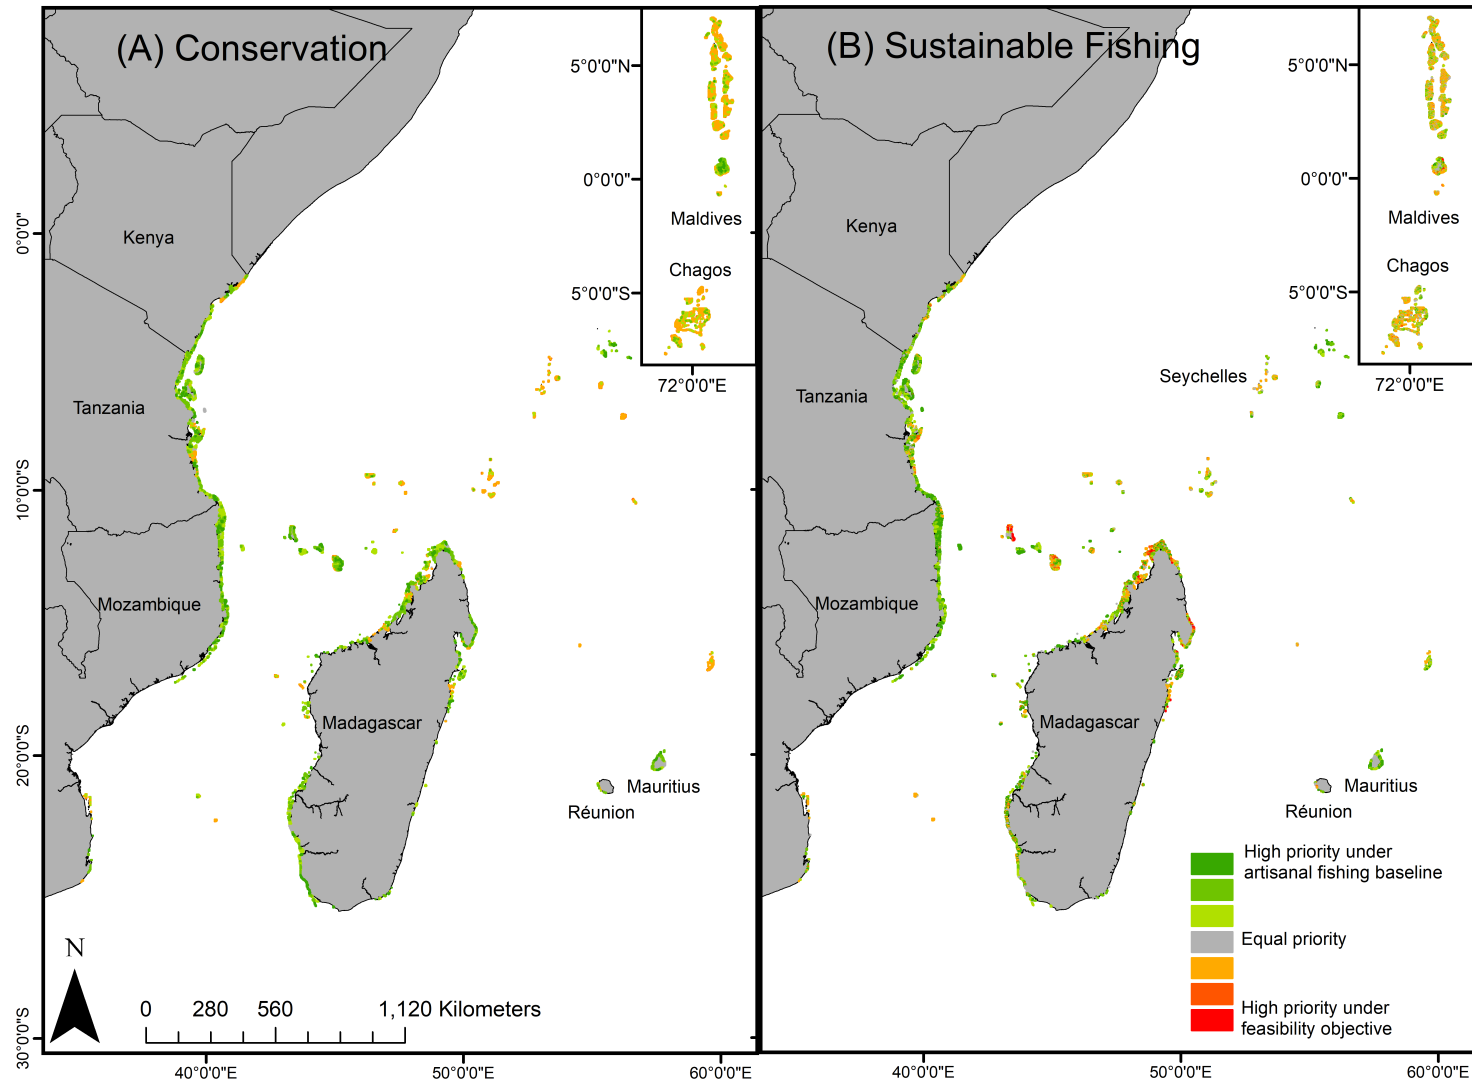 (A) Conservation
5°0'0"N
0°0'0"
Maldives
Chagos
5°0'0"S
72°0'0"E
0°0'0"
10°0'0"S
20°0'0"S
30°0'0"S
Kenya
Tanzania
Mozambique
Madagascar
Mauritius
Réunion
N
0 280 560 1,120 Kilometers
40°0'0"E 50°0'0"E 60°0'0"E
(B) Sustainable Fishing
5°0'0"N
0°0'0"
Maldives
Chagos
5°0'0"S
72°0'0"E
Kenya
Seychelles
Tanzania
Mozambique
Madagascar
Mauritius
Réunion
High priority under
artisanal fishing baseline
Equal priority
High priority under
feasibility objective
40°0'0"E 50°0'0"E 60°0'0"E